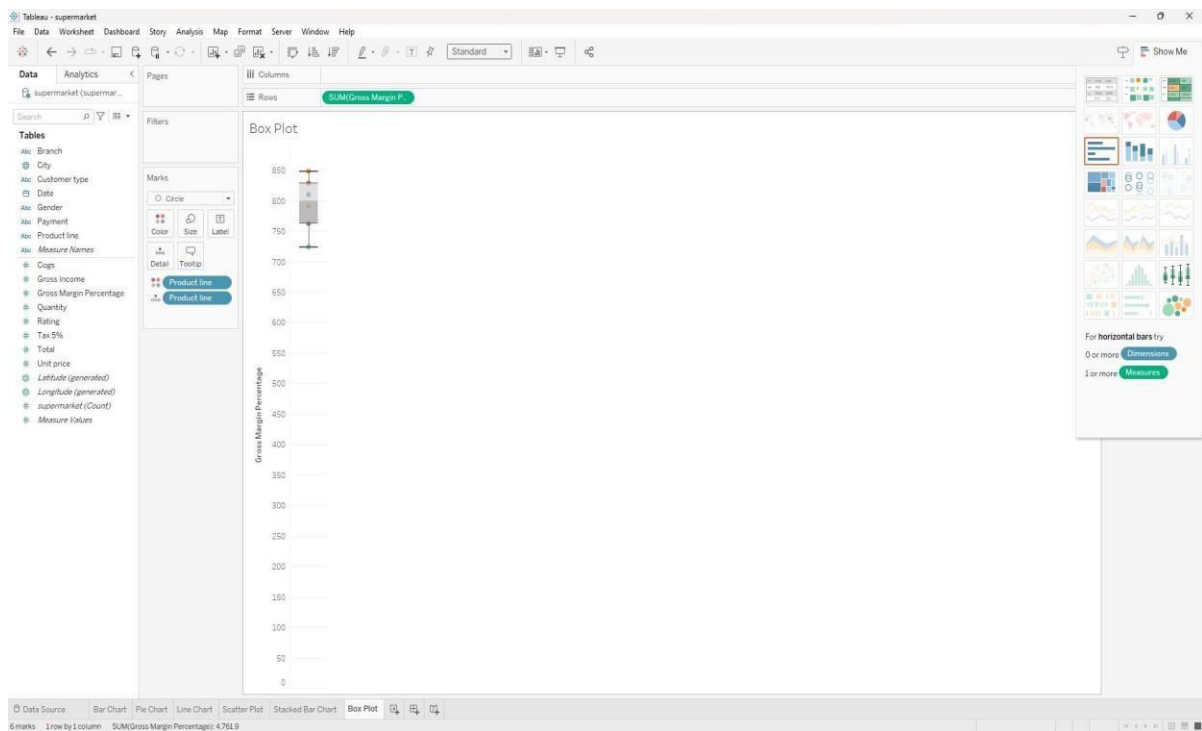 Tableau - supermarket
File Data Worksheet Dashboard Story Analysis Map Format Server Window Help
Standard
Show Me
Data Analytics
supermarket (supermar...
Search
Tables
Abc Branch
City
Abc Customer type
Date
Abc Gender
Abc Payment
Abc Product line
Abc Measure Names
# Cogs
# Gross Income
# Gross Margin Percentage
# Quantity
# Rating
# Tax 5%
# Total
# Unit price
Latitude (generated)
Longitude (generated)
# supermarket (Count)
# Measure Values
Pages
Filters
Marks
Circle
Color Size Label
Detail Tooltip
Product line
Product line
Columns
Rows SUM(Gross Margin P..
Box Plot
Gross Margin Percentage
850
800
750
700
650
600
550
500
450
400
350
300
250
200
150
100
50
0
For horizontal bars try
0 or more Dimensions
1 or more Measures
Data Source Bar Chart Pie Chart Line Chart Scatter Plot Stacked Bar Chart Box Plot
6 marks 1 row by 1 column SUM(Gross Margin Percentage): 4,761.9